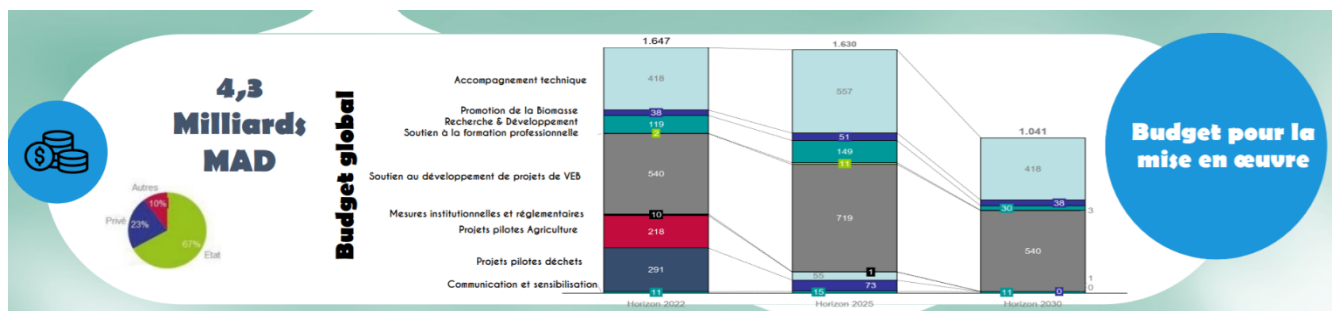 4,3
Milliards
MAD
Autres
10%
Privé
23%
67%
Etat
Budget global
Accompagnement technique
Promotion de la Biomasse
Recherche & Développement
Soutien à la formation professionnelle
Soutien au développement de projets de VEB
Mesures institutionnelles et réglementaires
Projets pilotes Agriculture
Projets pilotes déchets
Communication et sensibilisation
1.647
418
38
119
2
540
10
218
291
11
Horizon 2022
1.630
557
51
149
11
719
1
55
73
15
Horizon 2025
1.041
418
38
30
3
540
1
0
11
0
Horizon 2030
Budget pour la
mise en œuvre